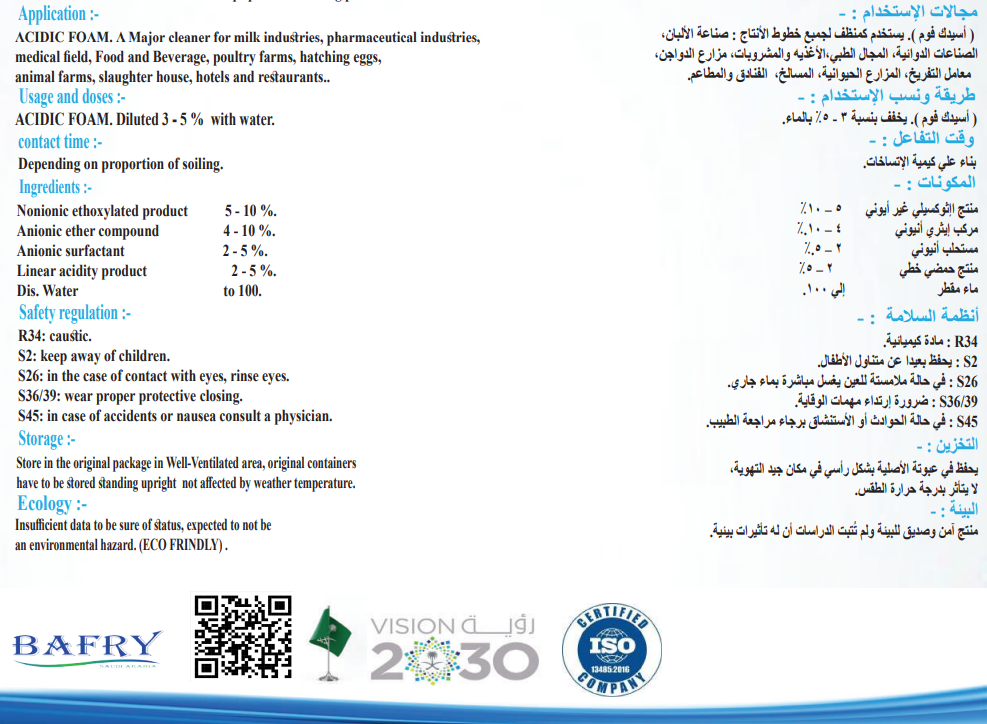 Application :-
ACIDIC FOAM. A Major cleaner for milk industries, pharmaceutical industries,
medical field, Food and Beverage, poultry farms, hatching eggs,
animal farms, slaughter house, hotels and restaurants..
Usage and doses :-
ACIDIC FOAM. Diluted 3 - 5 % with water.
contact time :-
Depending on proportion of soiling.
Ingredients :-
Nonionic ethoxylated product 5 - 10 %.
Anionic ether compound 4 - 10 %.
Anionic surfactant 2 - 5 %.
Linear acidity product 2 - 5 %.
Dis. Water to 100.
Safety regulation :-
R34: caustic.
S2: keep away of children.
S26: in the case of contact with eyes, rinse eyes.
S36/39: wear proper protective closing.
S45: in case of accidents or nausea consult a physician.
Storage :-
Store in the original package in Well-Ventilated area, original containers
have to be stored standing upright not affected by weather temperature.
Ecology :-
Insufficient data to be sure of status, expected to not be
an environmental hazard. (ECO FRINDLY) .
مجالات الإستخدام : -
( أسيدك فوم ). يستخدم كمنظف لجميع خطوط الأنتاج : صناعة الألبان،
الصناعات الدوائية، المجال الطبي،الأغذيه والمشروبات، مزارع الدواجن،
معامل التفريخ، المزارع الحيوانية، المسالخ، الفنادق والمطاعم.
طريقة ونسب الإستخدام : -
( أسيدك فوم ). يخفف بنسبة ٣ - ٥٪ بالماء.
وقت التفاعل : -
بناء علي كيمية الإتساخات.
المكونات : -
منتج اإثوكسيلي غير أيوني ٥ – ١٠٪
مركب إيثري أنيوني ٤ – ١٠.٪
مستحلب أنيوني ٢ – ٥.٪
منتج حمضي خطي ٢ – ٥٪
ماء مقطر إلي ١٠٠.
أنظمة السلامة : -
R34 : مادة كيميائية.
S2 : يحفظ بعيدا عن متناول الأطفال.
S26 : في حالة ملامستة للعين يغسل مباشرة بماء جاري.
S36/39 : ضرورة إرتداء مهمات الوقاية.
S45 : في حالة الحوادث أو الأستنشاق برجاء مراجعة الطبيب.
التخزين : -
يحفظ في عبوتة الأصلية بشكل رأسي في مكان جيد التهوية،
لا يتأثر بدرجة حرارة الطقس.
البيئة : -
منتج آمن وصديق للبيئة ولم تُثبت الدراسات أن له تأثيرات بيئية.
BAFRY
SAUDI ARABIA
VISION رؤيـة
2030
CERTIFIED
ISO
13485:2016
COMPANY